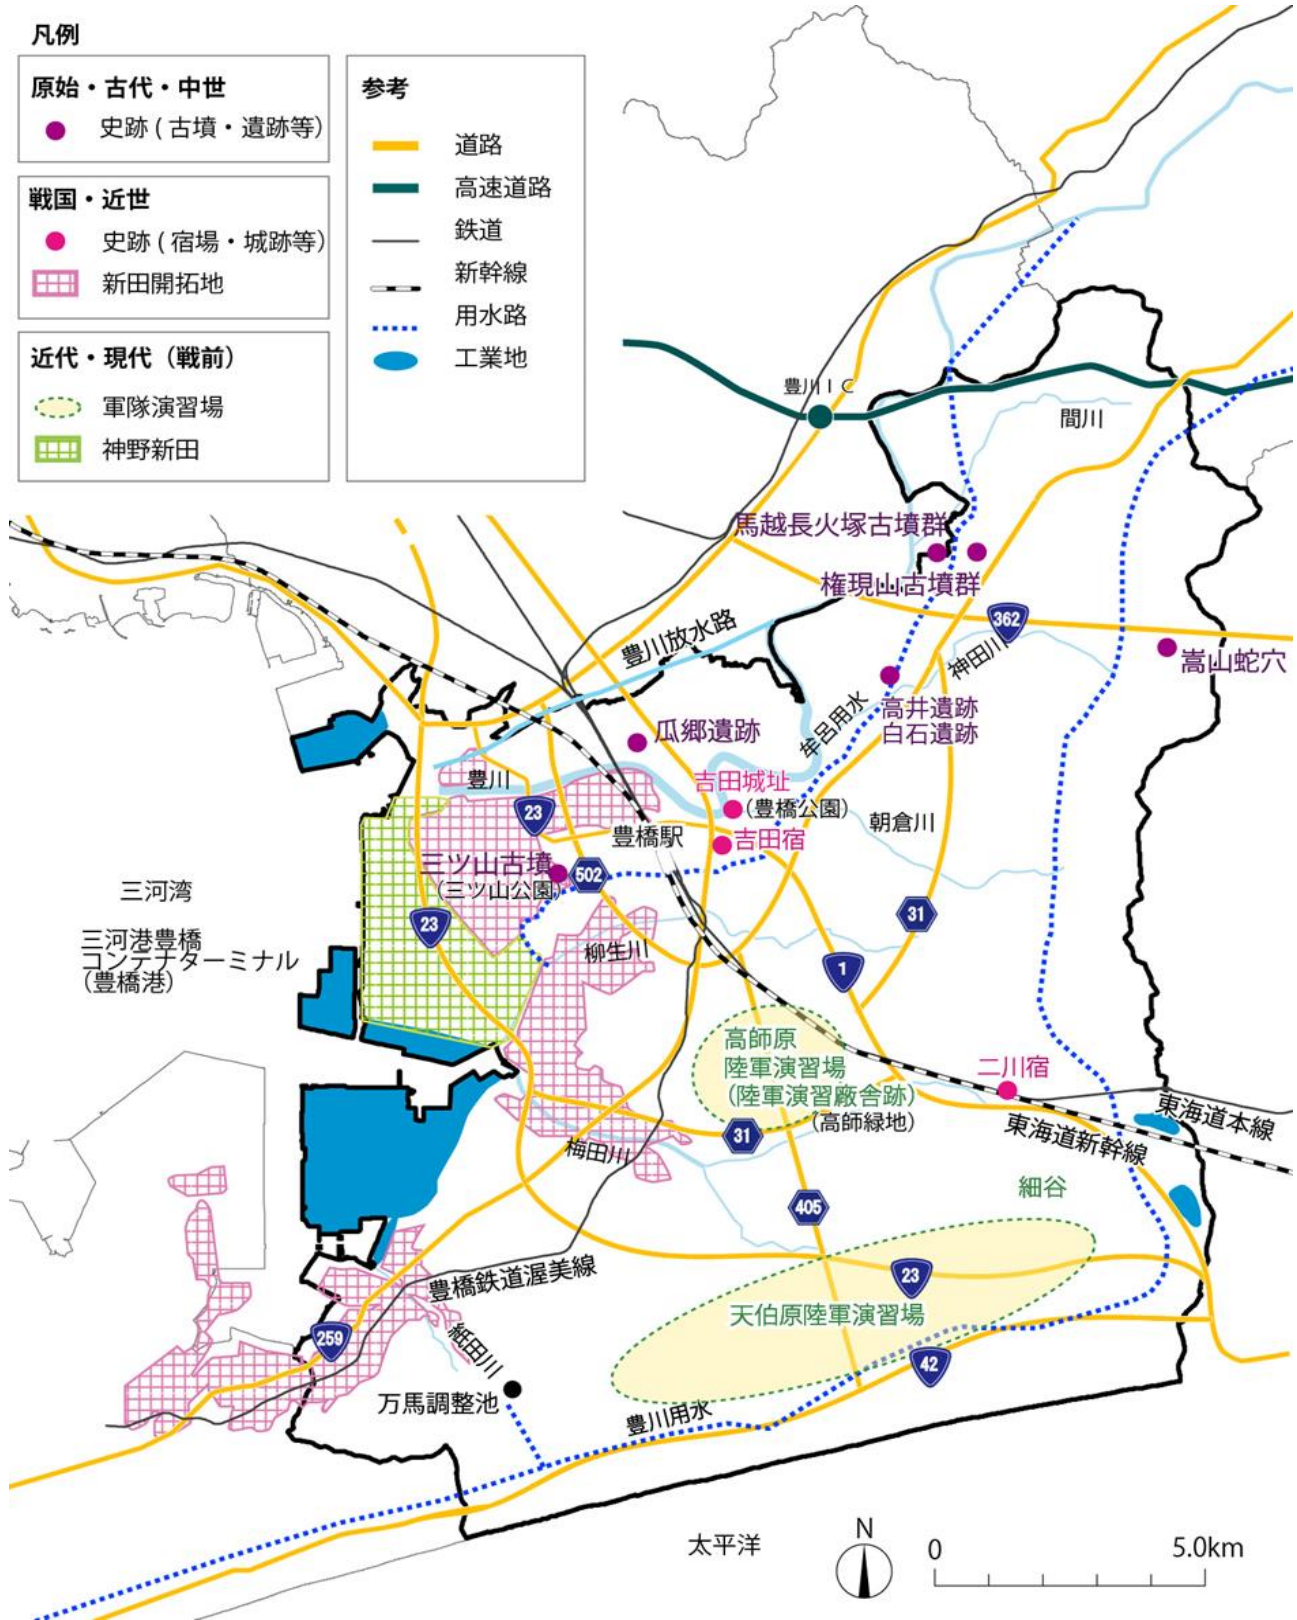 凡例
原始・古代・中世
史跡 ( 古墳・遺跡等)
戦国・近世
史跡 ( 宿場・城跡等)
新田開拓地
近代・現代（戦前）
軍隊演習場
神野新田
参考
道路
高速道路
鉄道
新幹線
用水路
工業地
豊川ＩＣ
間川
馬越長火塚古墳群
権現山古墳群
362
豊川放水路
神田川
嵩山蛇穴
高井遺跡
白石遺跡
牟呂用水
瓜郷遺跡
豊川
吉田城址
（豊橋公園）
23
豊橋駅
吉田宿
朝倉川
三ツ山古墳
（三ツ山公園）
502
三河湾
23
31
三河港豊橋
コンテナターミナル
（豊橋港）
柳生川
1
高師原
陸軍演習場
（陸軍演習廠舎跡）
（高師緑地）
二川宿
東海道本線
東海道新幹線
31
梅田川
細谷
405
豊橋鉄道渥美線
23
天伯原陸軍演習場
259
紙田川
42
万馬調整池
豊川用水
太平洋
N
0
5.0km